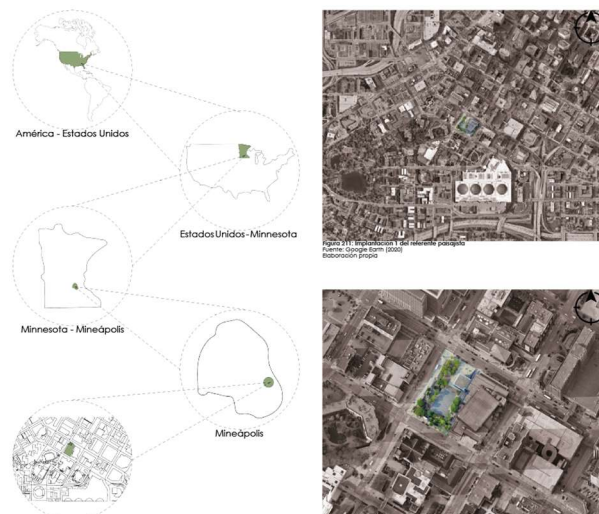 América - Estados Unidos
Estados Unidos - Minnesota
Minnesota - Mineápolis
Mineàpolis
Figura 211: Implantación 1 del referente paisajista
Fuente: Google Earth (2020)
Elaboración propia